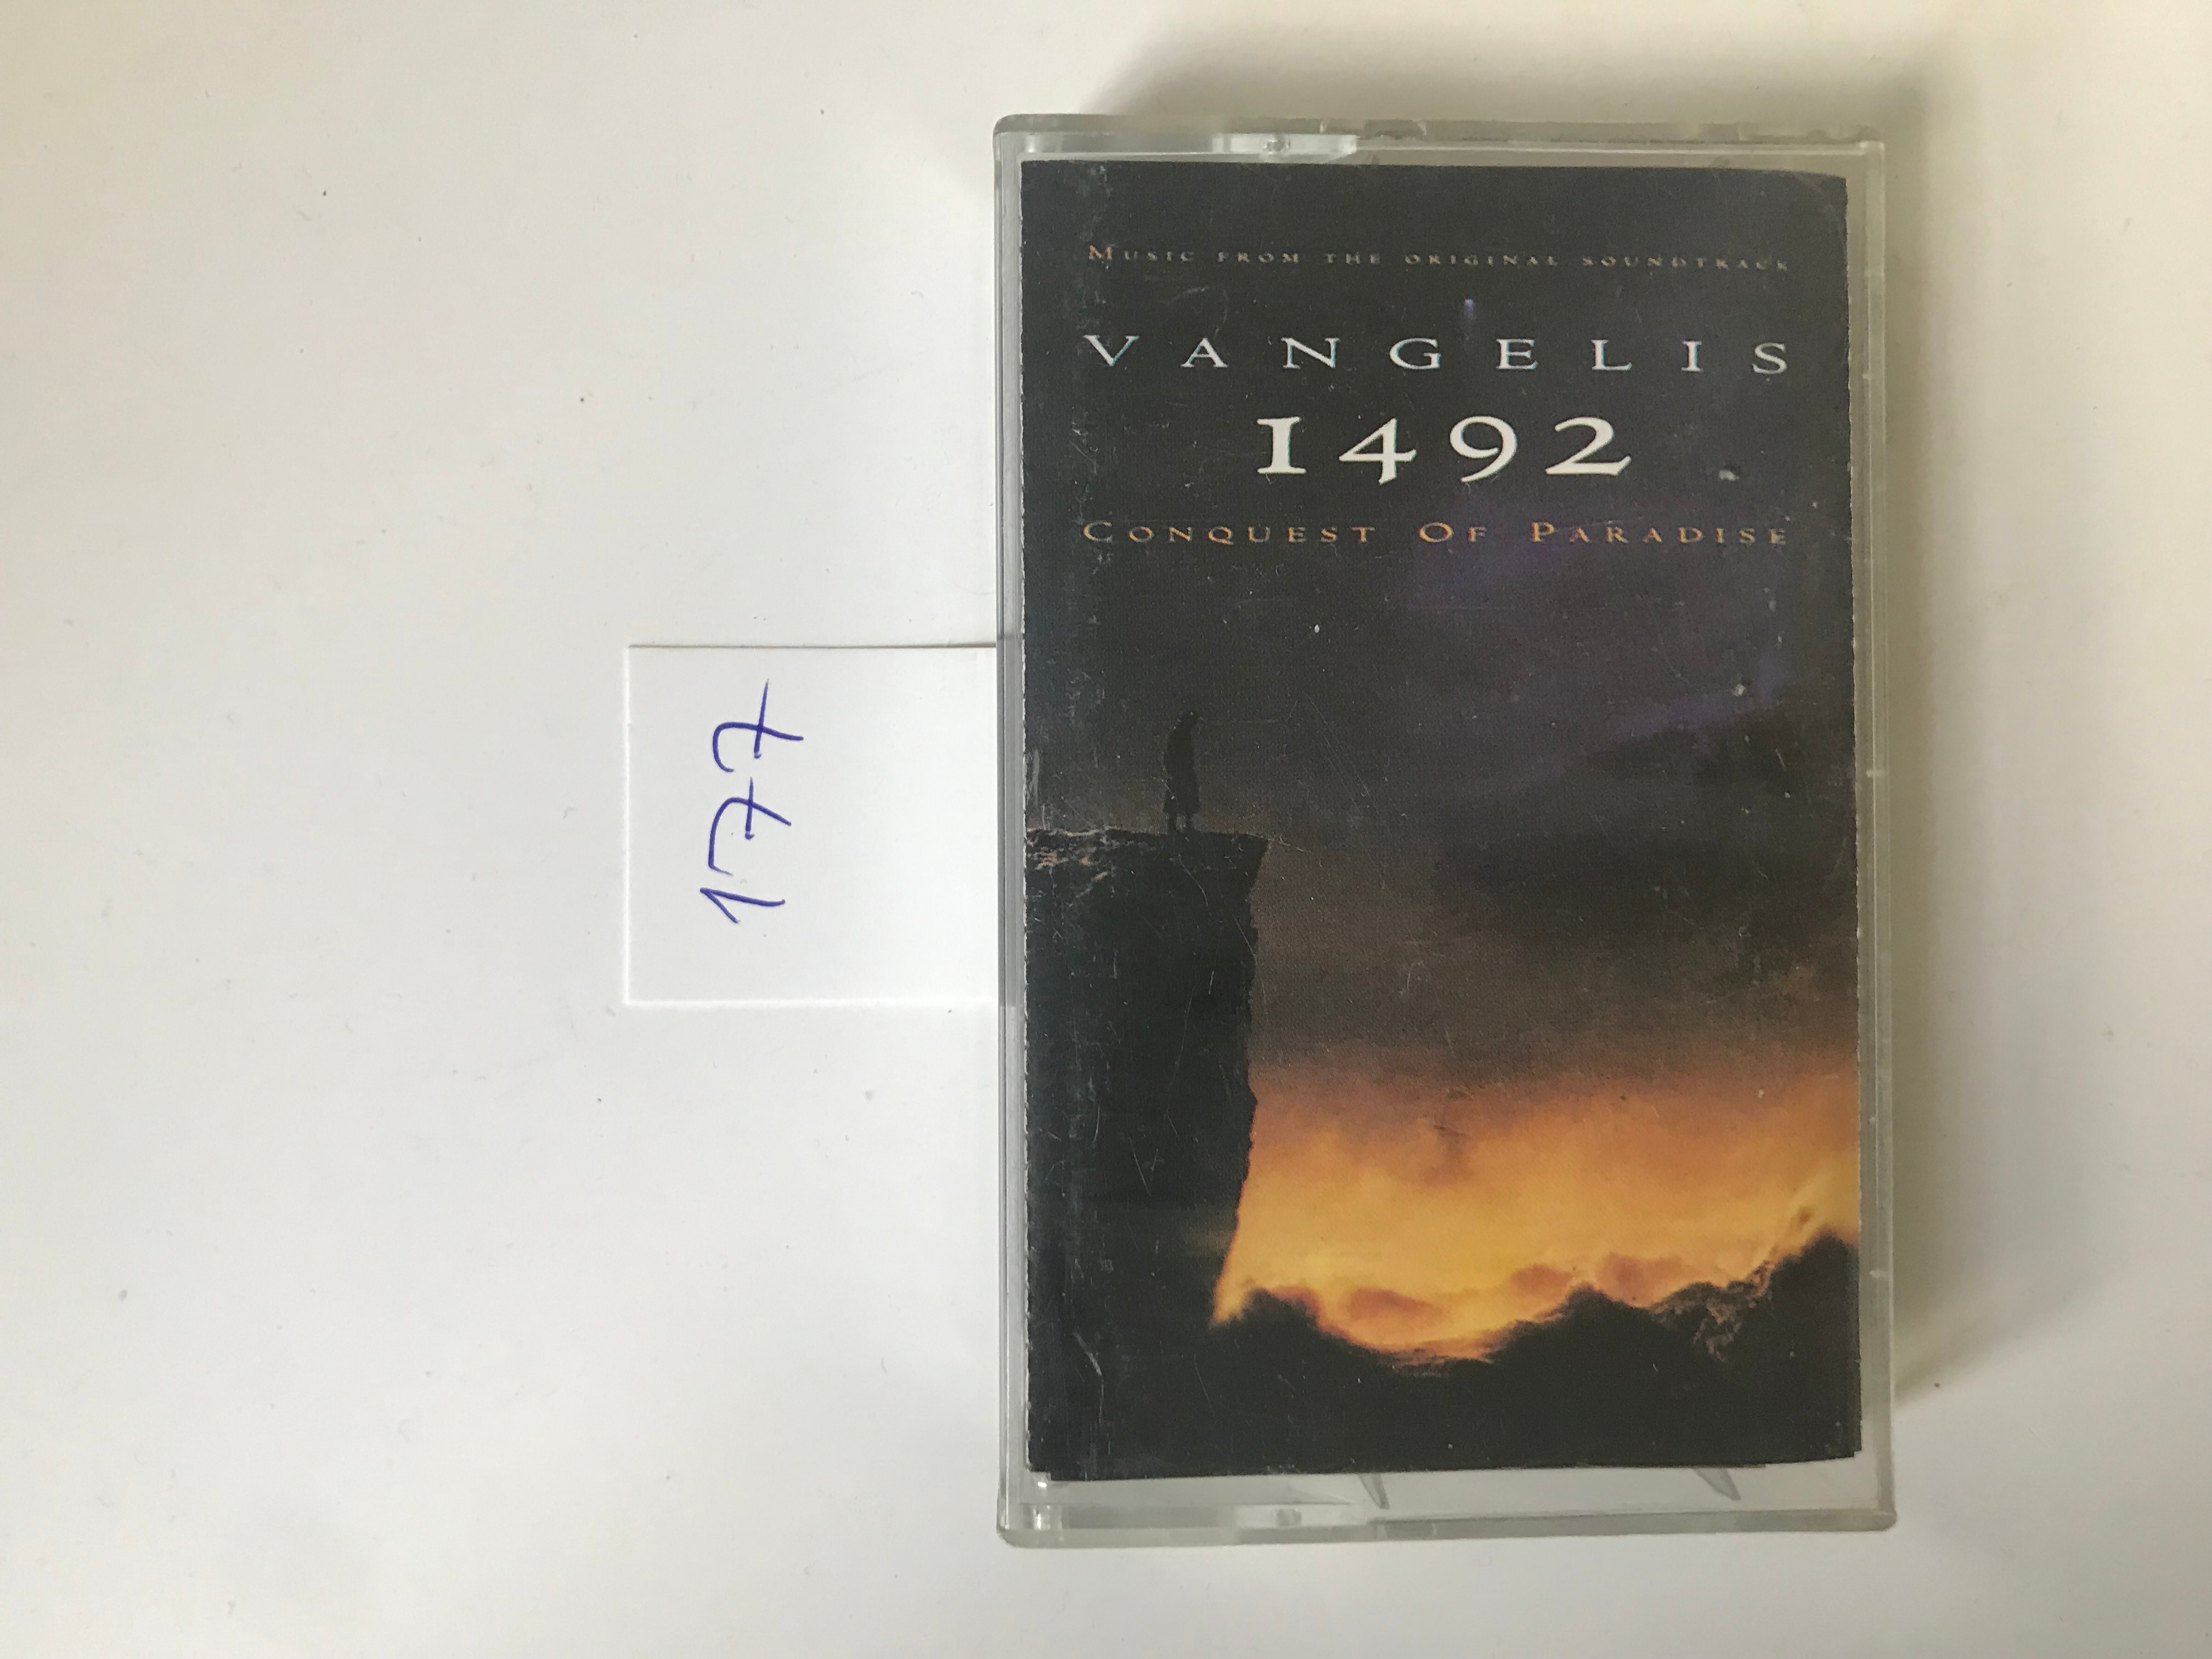 177
MUSIC FROM THE ORIGINAL SOUNDTRACK
VANGELIS
1492
CONQUEST OF PARADISE